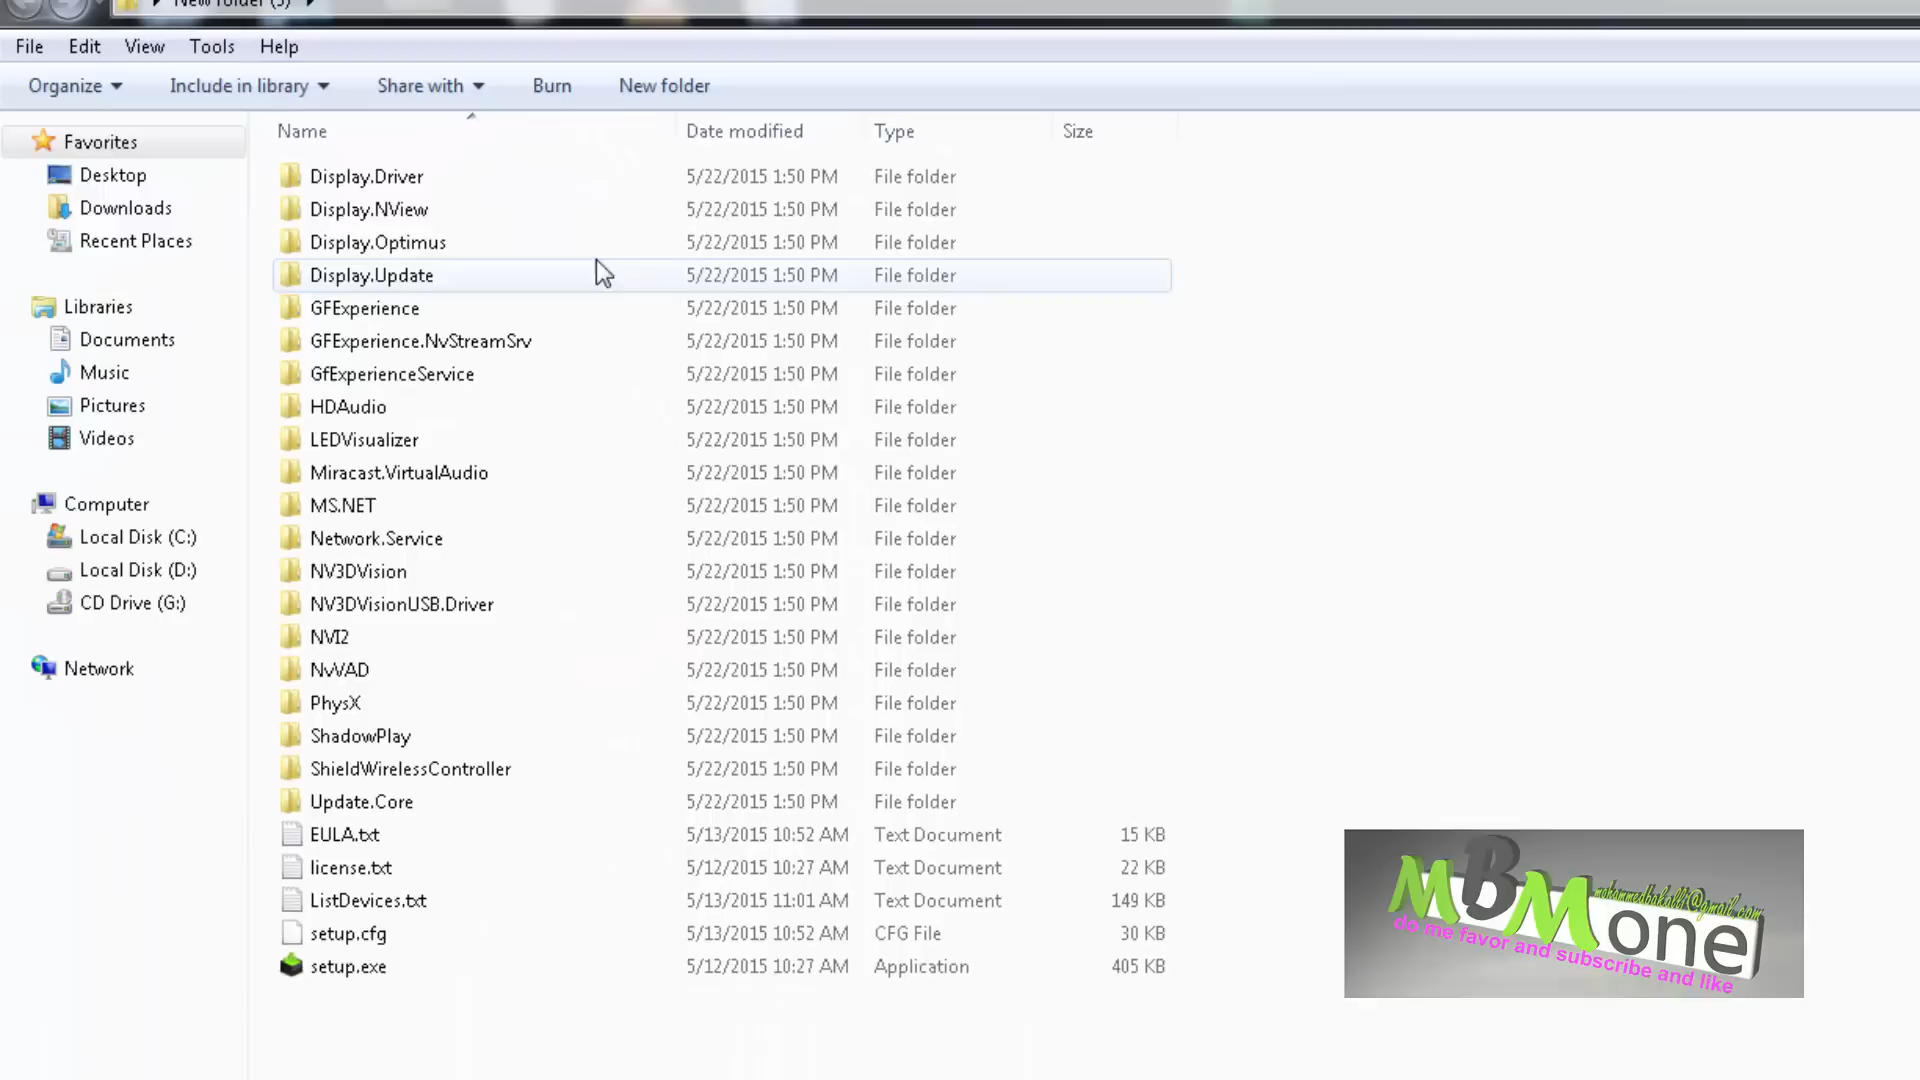 New folder (3)
File Edit View Tools Help
Organize Include in library Share with Burn New folder
Name Date modified Type Size
Favorites
Desktop
Downloads
Recent Places
Libraries
Documents
Music
Pictures
Videos
Computer
Local Disk (C:)
Local Disk (D:)
CD Drive (G:)
Network
Display.Driver 5/22/2015 1:50 PM File folder
Display.NView 5/22/2015 1:50 PM File folder
Display.Optimus 5/22/2015 1:50 PM File folder
Display.Update 5/22/2015 1:50 PM File folder
GFExperience 5/22/2015 1:50 PM File folder
GFExperience.NvStreamSrv 5/22/2015 1:50 PM File folder
GfExperienceService 5/22/2015 1:50 PM File folder
HDAudio 5/22/2015 1:50 PM File folder
LEDVisualizer 5/22/2015 1:50 PM File folder
Miracast.VirtualAudio 5/22/2015 1:50 PM File folder
MS.NET 5/22/2015 1:50 PM File folder
Network.Service 5/22/2015 1:50 PM File folder
NV3DVision 5/22/2015 1:50 PM File folder
NV3DVisionUSB.Driver 5/22/2015 1:50 PM File folder
NVI2 5/22/2015 1:50 PM File folder
NvVAD 5/22/2015 1:50 PM File folder
PhysX 5/22/2015 1:50 PM File folder
ShadowPlay 5/22/2015 1:50 PM File folder
ShieldWirelessController 5/22/2015 1:50 PM File folder
Update.Core 5/22/2015 1:50 PM File folder
EULA.txt 5/13/2015 10:52 AM Text Document 15 KB
license.txt 5/12/2015 10:27 AM Text Document 22 KB
ListDevices.txt 5/13/2015 11:01 AM Text Document 149 KB
setup.cfg 5/13/2015 10:52 AM CFG File 30 KB
setup.exe 5/12/2015 10:27 AM Application 405 KB
MBM one
do me favor and subscribe and like